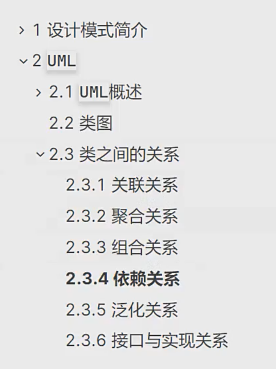 1 设计模式简介
2 UML
2.1 UML概述
2.2 类图
2.3 类之间的关系
2.3.1 关联关系
2.3.2 聚合关系
2.3.3 组合关系
2.3.4 依赖关系
2.3.5 泛化关系
2.3.6 接口与实现关系